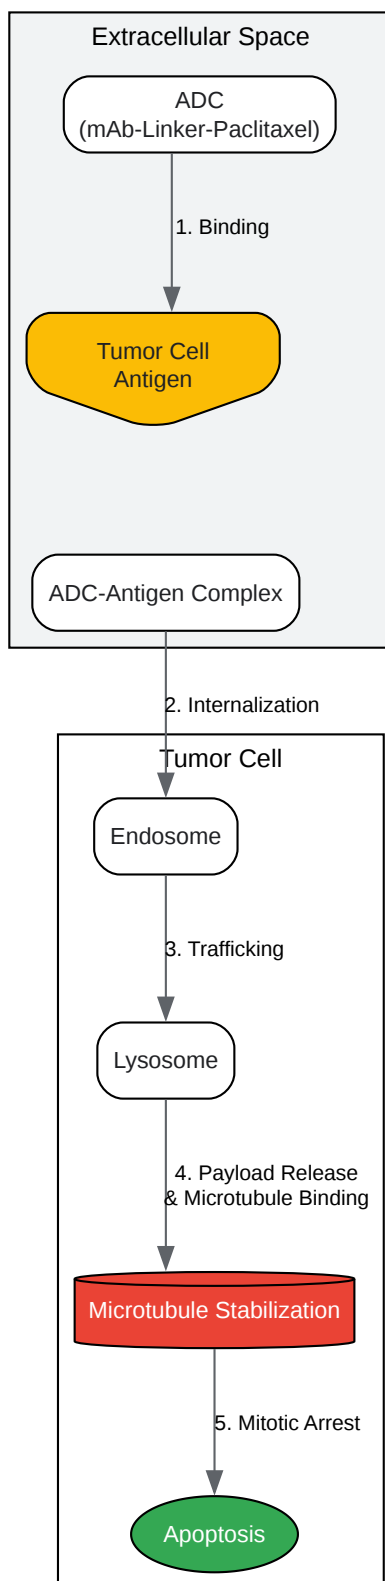 Extracellular Space
ADC
(mAb-Linker-Paclitaxel)
1. Binding
Tumor Cell
Antigen
ADC-Antigen Complex
2. Internalization
Tumor Cell
Endosome
3. Trafficking
Lysosome
4. Payload Release
& Microtubule Binding
Microtubule Stabilization
5. Mitotic Arrest
Apoptosis